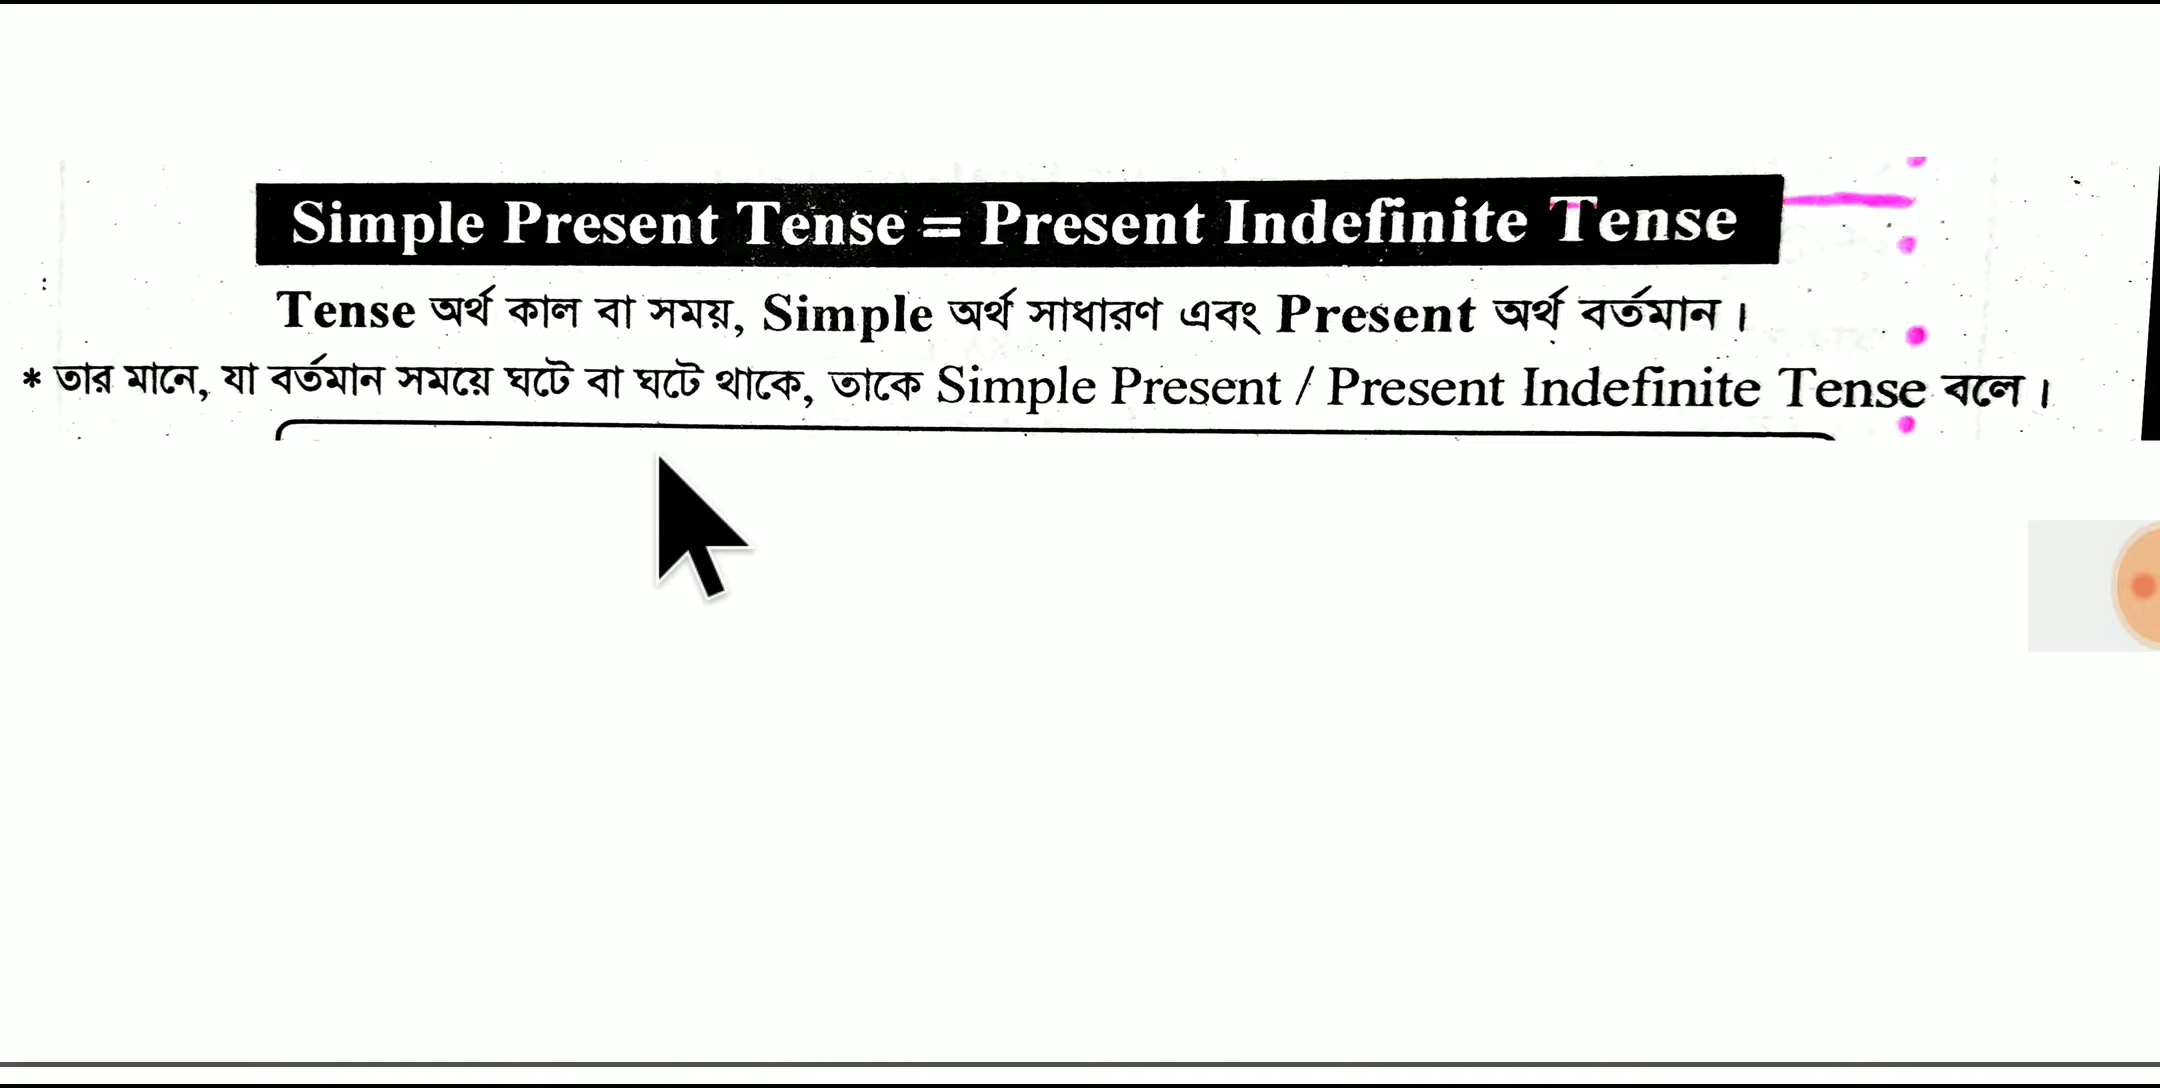 Simple Present Tense = Present Indefinite Tense
Tense অর্থ কাল বা সময়, Simple অর্থ সাধারণ এবং Present অর্থ বর্তমান।
* তার মানে, যা বর্তমান সময়ে ঘটে বা ঘটে থাকে, তাকে Simple Present / Present Indefinite Tense বলে।